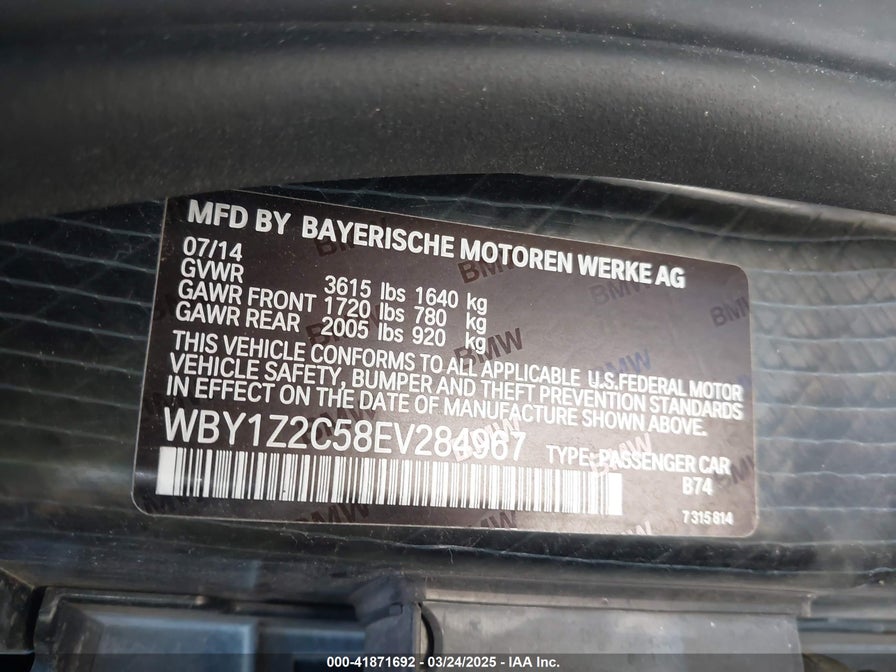 MFD BY BAYERISCHE MOTOREN WERKE AG
07/14
GVWR 3615 lbs 1640 kg
GAWR FRONT 1720 lbs 780 kg
GAWR REAR 2005 lbs 920 kg
THIS VEHICLE CONFORMS TO ALL APPLICABLE U.S.FEDERAL MOTOR
VEHICLE SAFETY, BUMPER AND THEFT PREVENTION STANDARDS
IN EFFECT ON THE DATE OF MANUFACTURE SHOWN ABOVE.
WBY1Z2C58EV284967 TYPE: PASSENGER CAR
B74
7315814
000-41871692 — 03/24/2025 — IAA Inc.